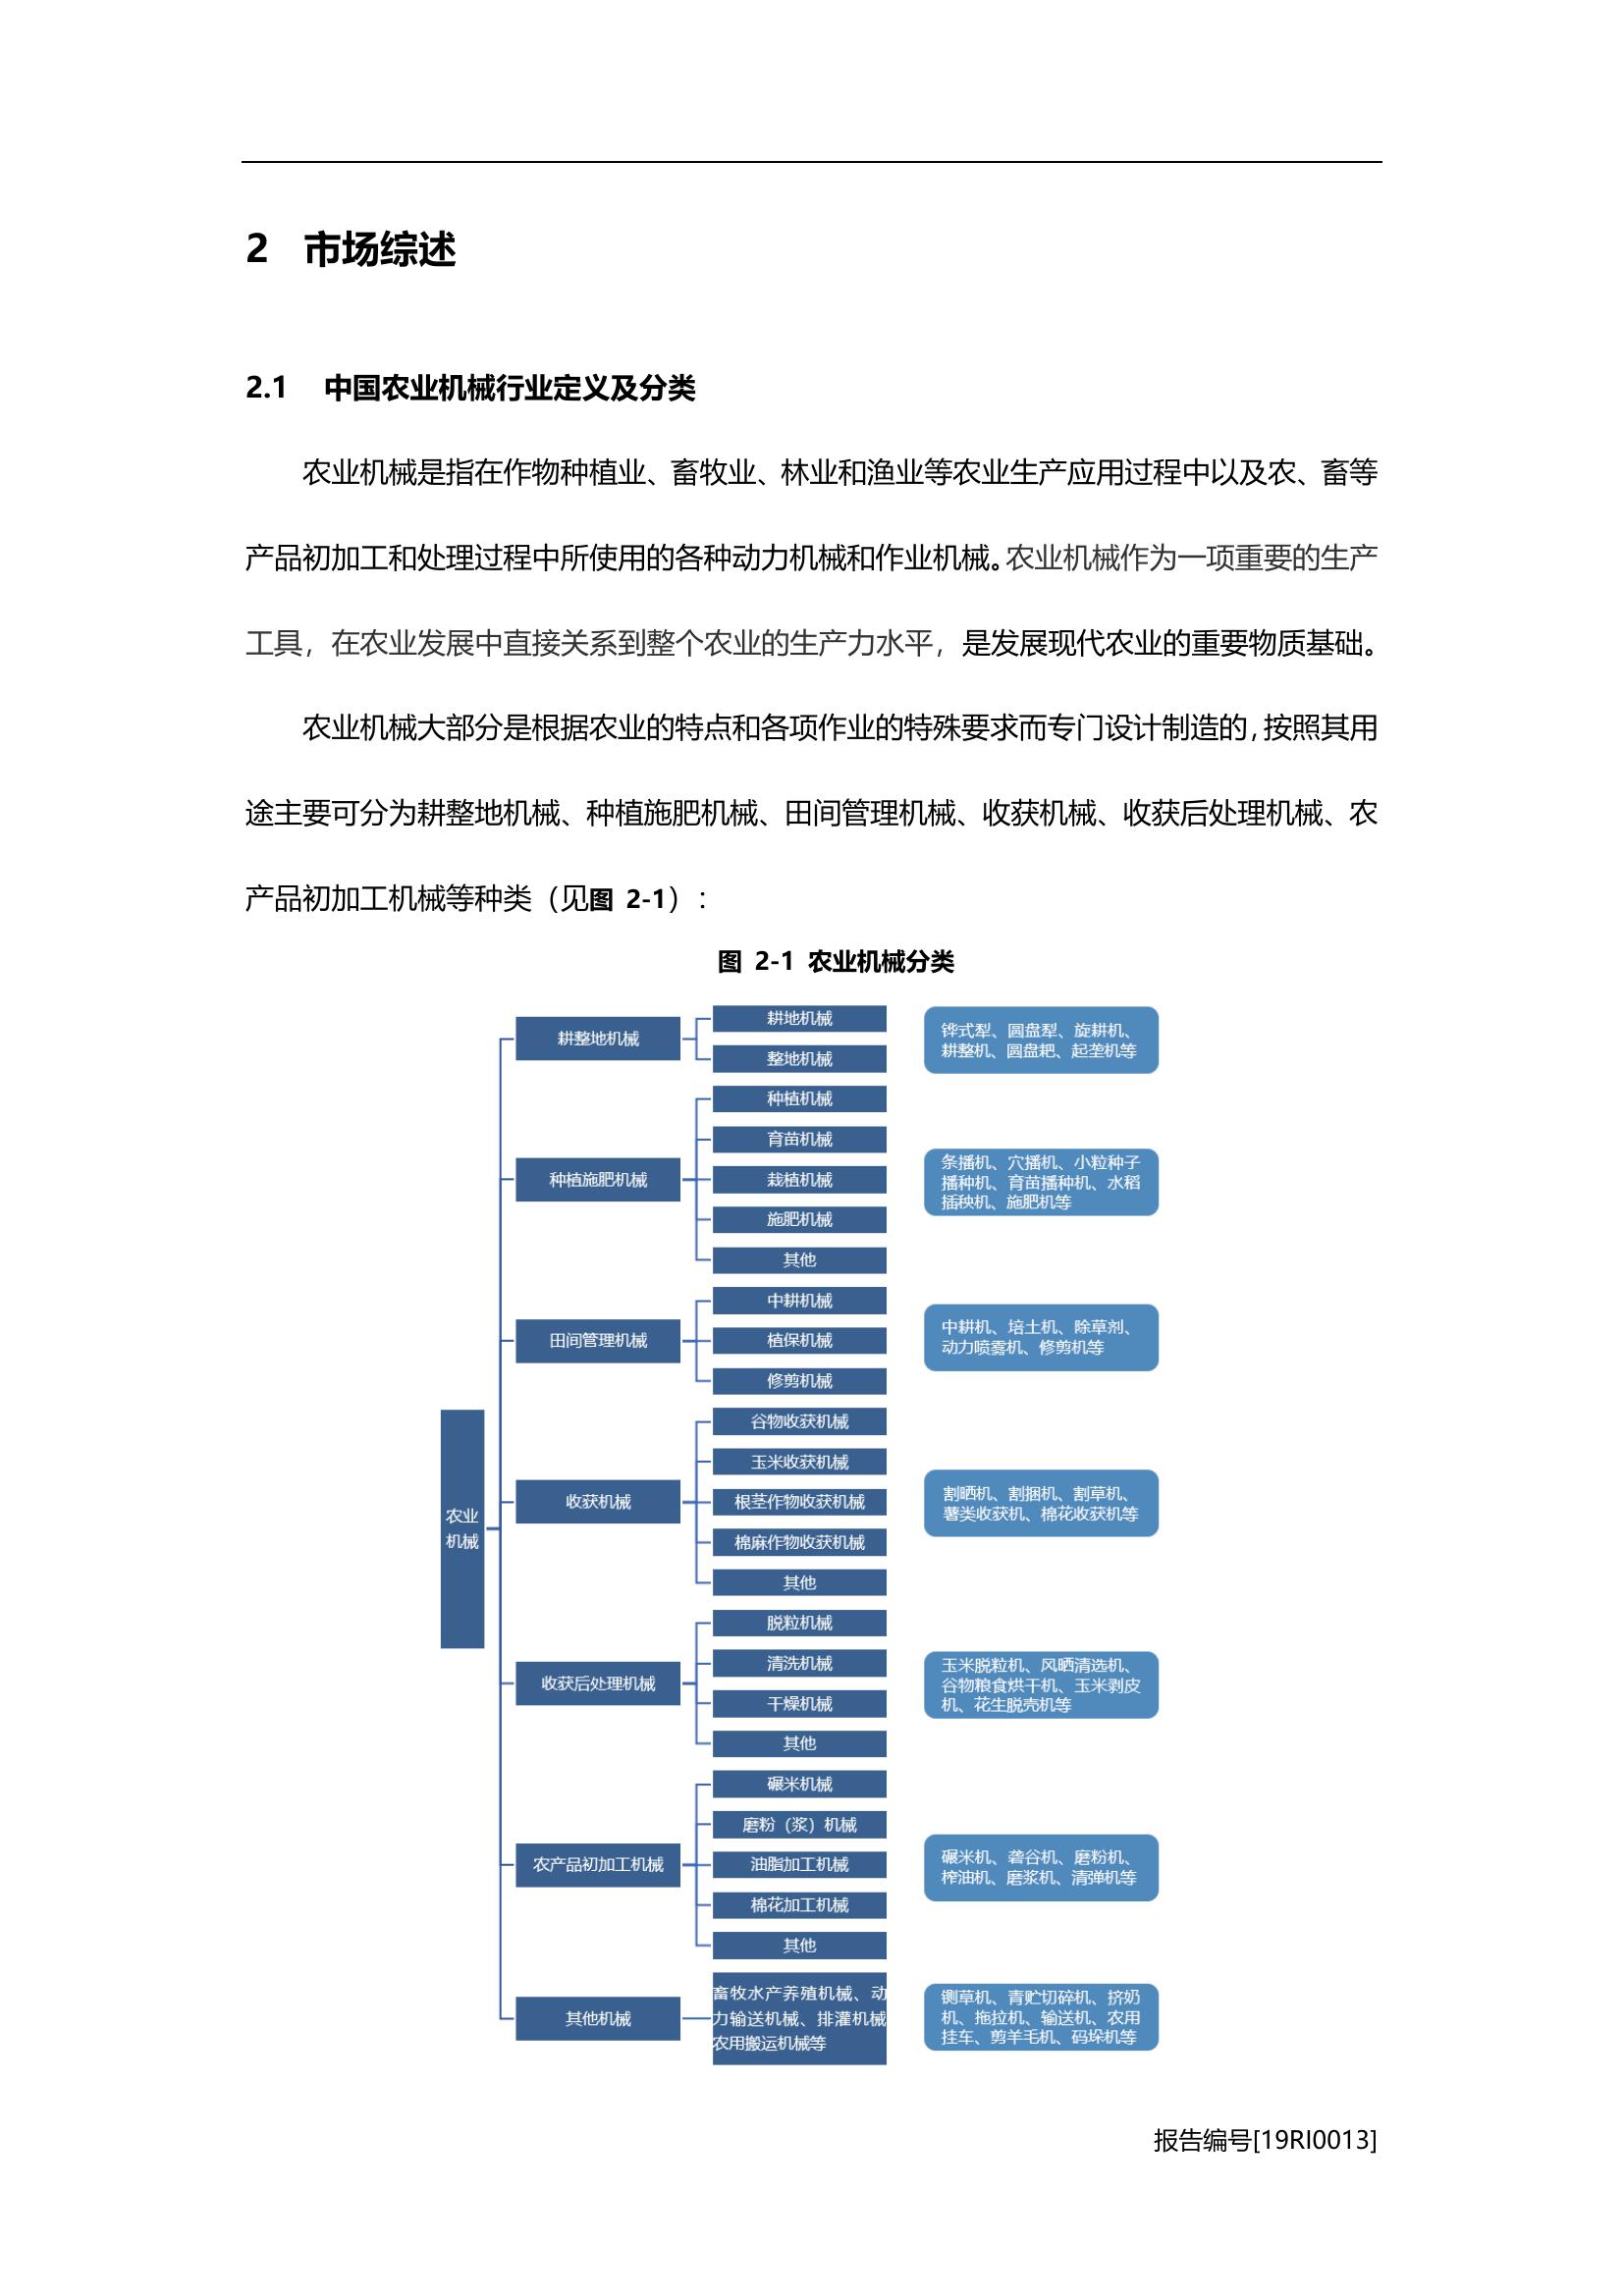 2 市场综述
2.1 中国农业机械行业定义及分类
农业机械是指在作物种植业、畜牧业、林业和渔业等农业生产应用过程中以及农、畜等
产品初加工和处理过程中所使用的各种动力机械和作业机械。农业机械作为一项重要的生产
工具，在农业发展中直接关系到整个农业的生产力水平，是发展现代农业的重要物质基础。
农业机械大部分是根据农业的特点和各项作业的特殊要求而专门设计制造的，按照其用
途主要可分为耕整地机械、种植施肥机械、田间管理机械、收获机械、收获后处理机械、农
产品初加工机械等种类（见图 2-1）：
图 2-1 农业机械分类
农业
机械
耕整地机械
耕地机械
整地机械
铧式犁、圆盘犁、旋耕机、
耕整机、圆盘耙、起垄机等
种植施肥机械
种植机械
育苗机械
栽植机械
施肥机械
其他
条播机、穴播机、小粒种子
播种机、育苗播种机、水稻
插秧机、施肥机等
田间管理机械
中耕机械
植保机械
修剪机械
中耕机、培土机、除草剂、
动力喷雾机、修剪机等
收获机械
谷物收获机械
玉米收获机械
根茎作物收获机械
棉麻作物收获机械
其他
割晒机、割捆机、割草机、
薯类收获机、棉花收获机等
收获后处理机械
脱粒机械
清洗机械
干燥机械
其他
玉米脱粒机、风晒清选机、
谷物粮食烘干机、玉米剥皮
机、花生脱壳机等
农产品初加工机械
碾米机械
磨粉（浆）机械
油脂加工机械
棉花加工机械
其他
碾米机、砻谷机、磨粉机、
榨油机、磨浆机、清弹机等
其他机械
畜牧水产养殖机械、动
力输送机械、排灌机械
农用搬运机械等
铡草机、青贮切碎机、挤奶
机、拖拉机、输送机、农用
挂车、剪羊毛机、码垛机等
报告编号[19RI0013]